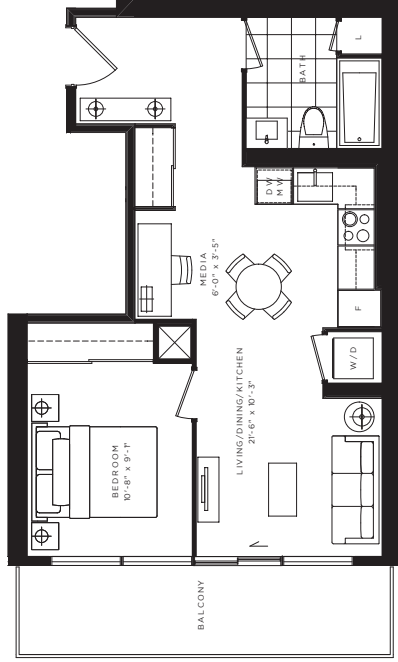 L
BATH
DW
MW
MEDIA
6'-0" x 3'-5"
F
W/D
LIVING/DINING/KITCHEN
21'-6" x 10'-3"
BEDROOM
10'-8" x 9'-1"
BALCONY